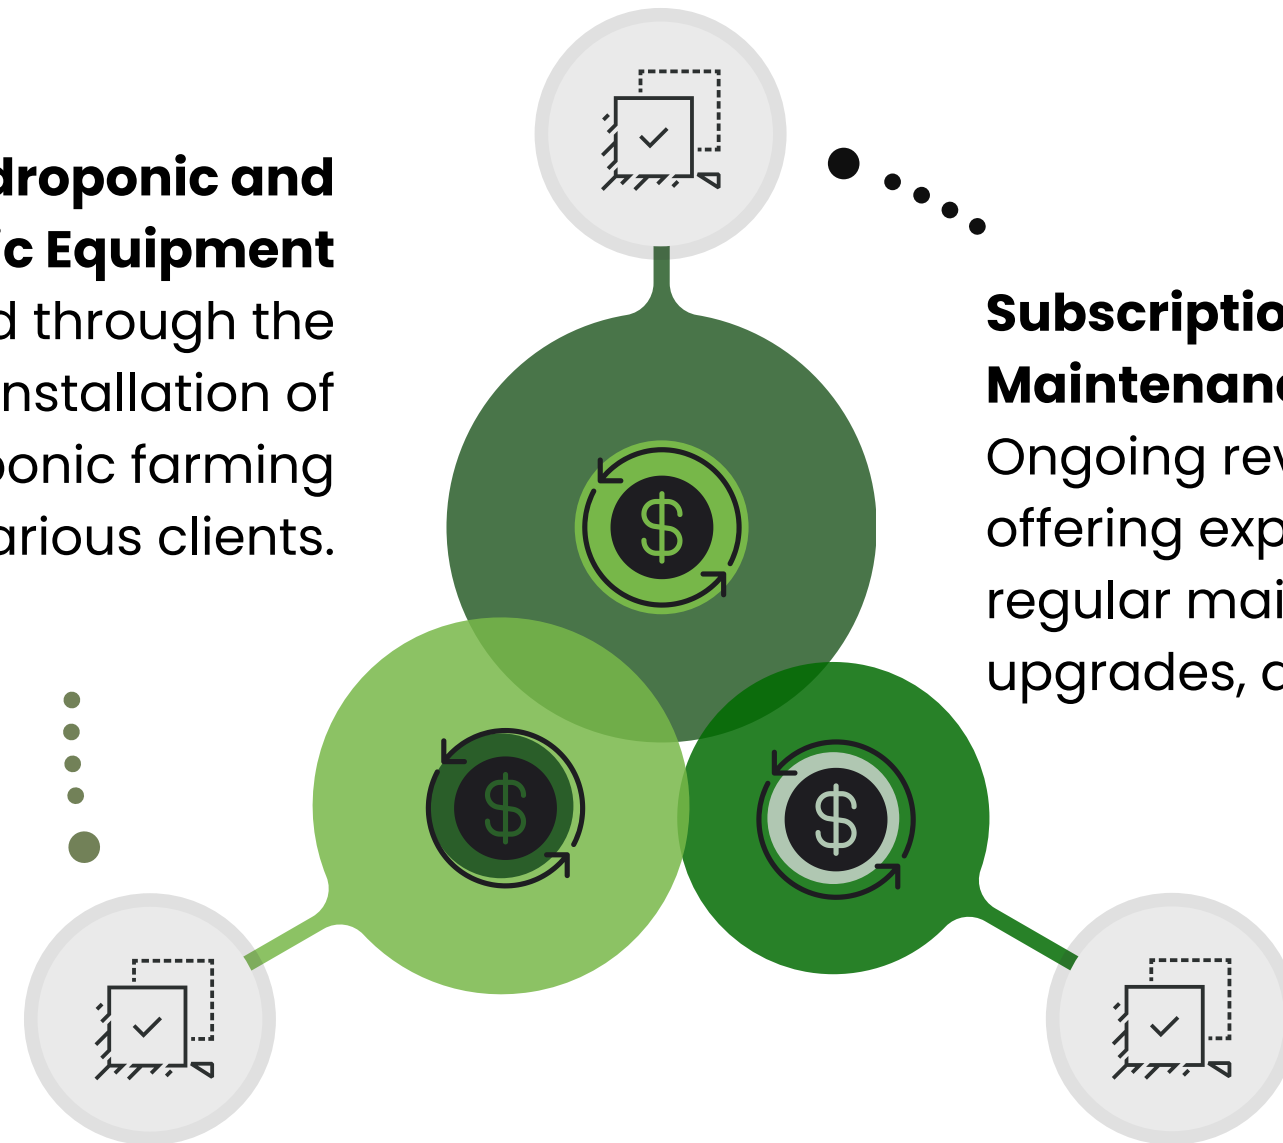 droponic and
ic Equipment
d through the
nstallation of
ponic farming
arious clients.
Subscriptio
Maintenanc
Ongoing rev
offering exp
regular mai
upgrades, a